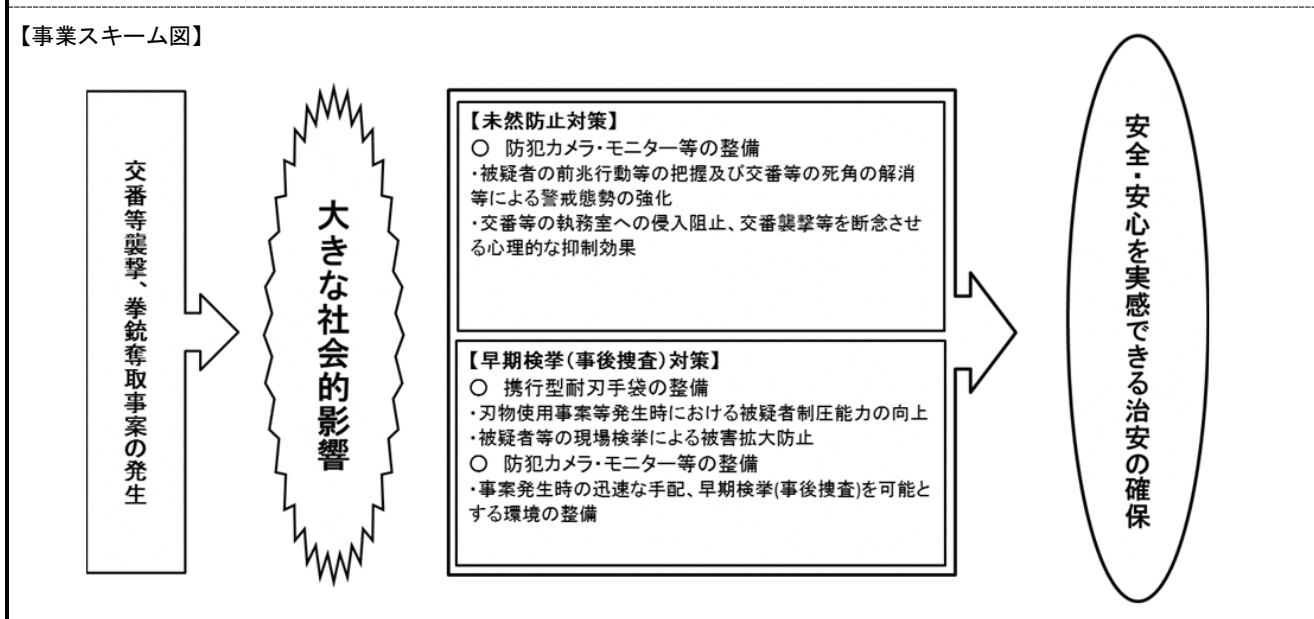 【事業スキーム図】
交番等襲撃、拳銃奪取事案の発生
大きな社会的影響
【未然防止対策】
○ 防犯カメラ・モニター等の整備
・被疑者の前兆行動等の把握及び交番等の死角の解消
等による警戒態勢の強化
・交番等の執務室への侵入阻止、交番襲撃等を断念させ
る心理的な抑制効果
【早期検挙(事後捜査)対策】
○ 携行型耐刃手袋の整備
・刃物使用事案等発生時における被疑者制圧能力の向上
・被疑者等の現場検挙による被害拡大防止
○ 防犯カメラ・モニター等の整備
・事案発生時の迅速な手配、早期検挙(事後捜査)を可能と
する環境の整備
安全・安心を実感できる治安の確保